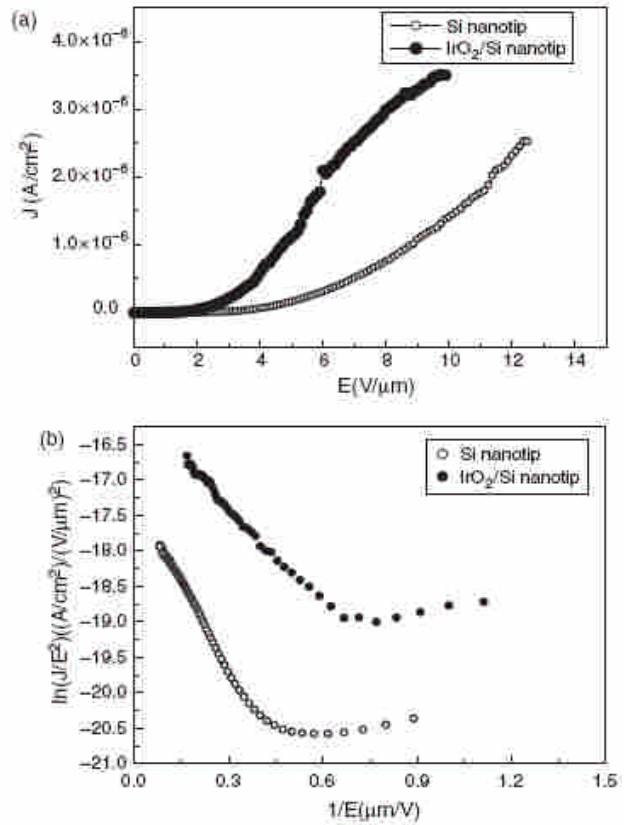 (a)
Si nanotip
IrO₂/Si nanotip
4.0×10⁻⁶
3.0×10⁻⁶
2.0×10⁻⁶
1.0×10⁻⁶
0.0
J (A/cm²)
0 2 4 6 8 10 12 14
E(V/μm)
(b)
Si nanotip
IrO₂/Si nanotip
−16.5
−17.0
−17.5
−18.0
−18.5
−19.0
−19.5
−20.0
−20.5
−21.0
ln(J/E²)((A/cm²)/(V/μm)²)
0.0 0.3 0.6 0.9 1.2 1.5
1/E(μm/V)